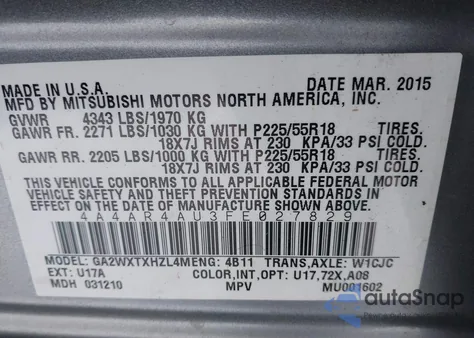 MADE IN U.S.A. DATE MAR. 2015
MFD BY MITSUBISHI MOTORS NORTH AMERICA, INC.
GVWR 4343 LBS/1970 KG
GAWR FR. 2271 LBS/1030 KG WITH P225/55R18 TIRES.
18X7J RIMS AT 230 KPA/33 PSI COLD.
GAWR RR. 2205 LBS/1000 KG WITH P225/55R18 TIRES.
18X7J RIMS AT 230 KPA/33 PSI COLD.
THIS VEHICLE CONFORMS TO ALL APPLICABLE FEDERAL MOTOR
VEHICLE SAFETY AND THEFT PREVENTION STANDARDS IN
EFFECT ON THE DATE OF MANUFACTURE SHOWN ABOVE.
4A4AR4AU3FE027829
GA2WXTXHZL4MENG: 4B11 TRANS,AXLE: W1CJC
EXT: U17A COLOR,INT,OPT: U17,72X,A08
MDH 031210 MPV MU001602
autoSnap